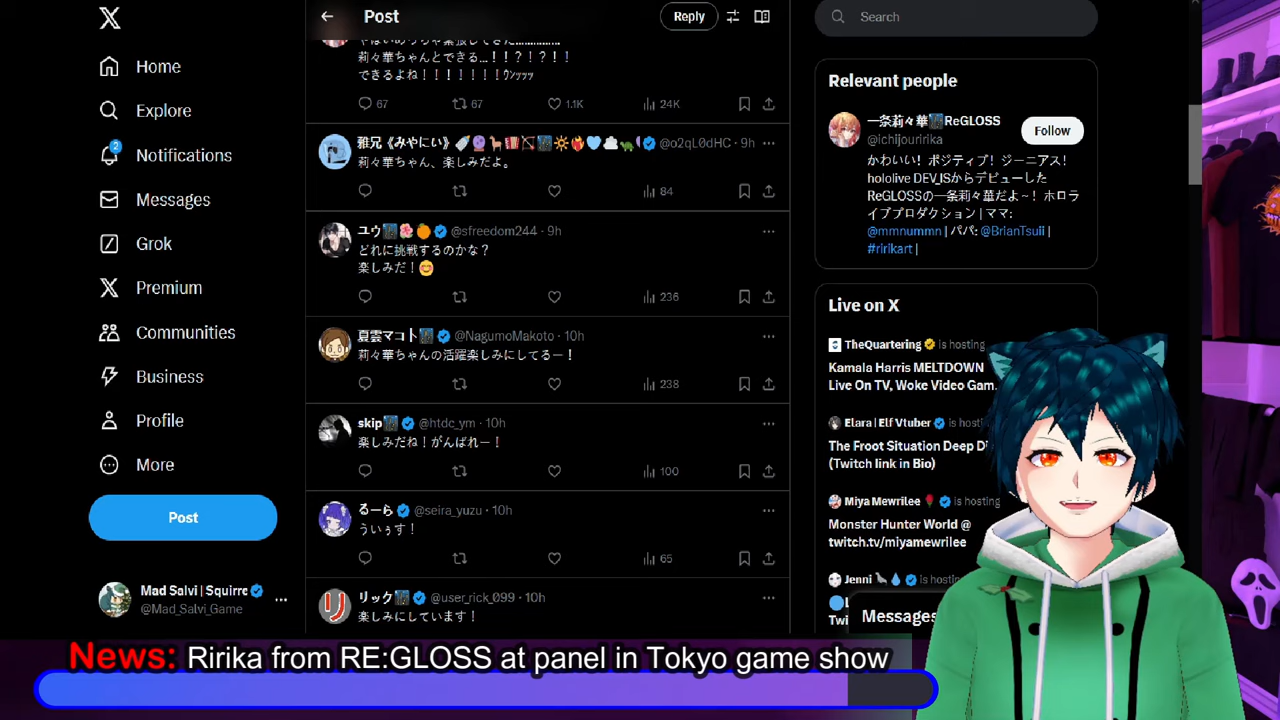 Home
Explore
2
Notifications
Messages
Grok
Premium
Communities
Business
Profile
More
Post
Mad Salvi | Squirre
@Mad_Salvi_Game
Post
Reply
莉々華ちゃんとできる…！！？！？！！
できるよね！！！！！！！ｳﾝｯｯｯ
67
67
1.1K
24K
雅兄《みやにい》
@o2qL0dHC · 9h
莉々華ちゃん、楽しみだよ。
84
ユウ
@sfreedom244 · 9h
どれに挑戦するのかな？
楽しみだ！
236
夏雲マコト
@NagumoMakoto · 10h
莉々華ちゃんの活躍楽しみにしてるー！
238
skip
@htdc_ym · 10h
楽しみだね！がんばれー！
100
るーら
@seira_yuzu · 10h
ういぅす！
65
リック
@user_rick_099 · 10h
楽しみにしています！
Search
Relevant people
一条莉々華 ReGLOSS
@ichijouririka
Follow
かわいい！ポジティブ！ジーニアス！
hololive DEV_ISからデビューした
ReGLOSSの一条莉々華だよ~！ホロラ
イブプロダクション | ママ:
@mmnummn | パパ: @BrianTsuii |
#ririkart |
Live on X
TheQuartering is hosting
Kamala Harris MELTDOWN
Live On TV, Woke Video Gam
Elara | Elf Vtuber is hosti
The Froot Situation Deep Di
(Twitch link in Bio)
Miya Mewrilee is hosting
Monster Hunter World @
twitch.tv/miyamewrilee
Jenni is hosting
Messages
News: Ririka from RE:GLOSS at panel in Tokyo game show